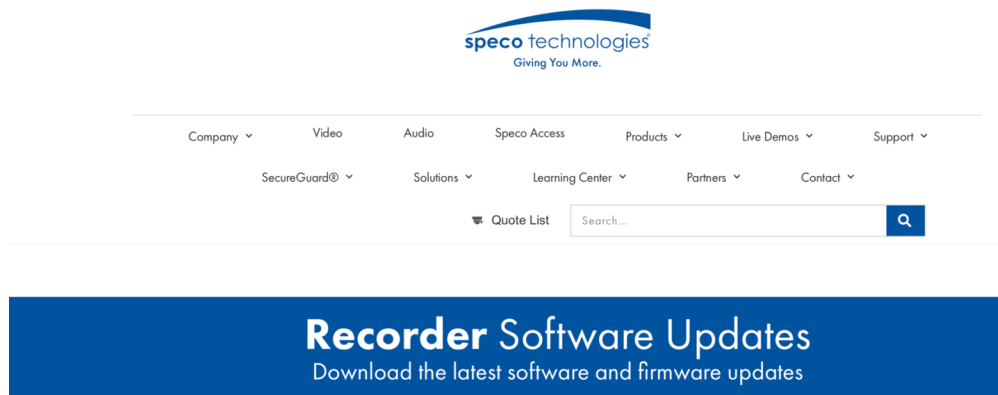 speco technologies®
Giving You More.
Company Video Audio Speco Access Products Live Demos Support
SecureGuard® Solutions Learning Center Partners Contact
Quote List Search...
Recorder Software Updates
Download the latest software and firmware updates